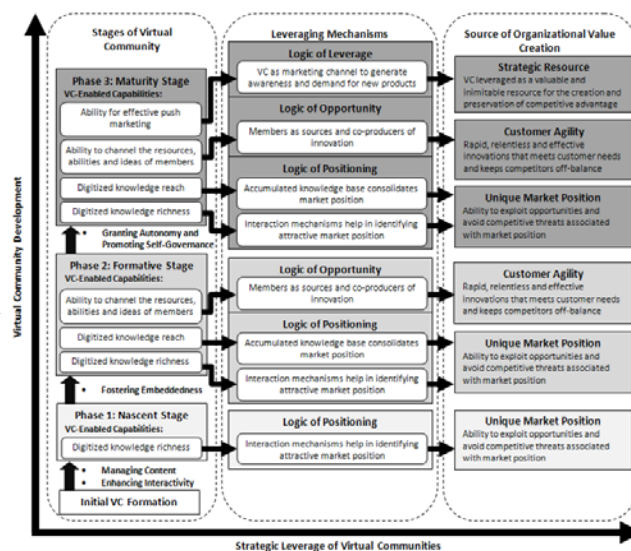 Stages of Virtual
Community
Leveraging Mechanisms
Source of Organizational Value
Creation
Phase 3: Maturity Stage
VC-Enabled Capabilities:
Ability for effective push
marketing
Ability to channel the resources,
abilities and ideas of members
Digitized knowledge reach
Digitized knowledge richness
Logic of Leverage
VC as marketing channel to generate
awareness and demand for new products
Logic of Opportunity
Members as sources and co-producers of
innovation
Logic of Positioning
Accumulated knowledge base consolidates
market position
Interaction mechanisms help in identifying
attractive market position
Strategic Resource
VC leveraged as a valuable and
inimitable resource for the creation and
preservation of competitive advantage
Customer Agility
Rapid, relentless and effective
innovations that meets customer needs
and keeps competitors off-balance
Unique Market Position
Ability to exploit opportunities and
avoid competitive threats associated
with market position
• Granting Autonomy and
Promoting Self-Governance
Phase 2: Formative Stage
VC-Enabled Capabilities:
Ability to channel the resources,
abilities and ideas of members
Digitized knowledge reach
Digitized knowledge richness
Logic of Opportunity
Members as sources and co-producers of
innovation
Logic of Positioning
Accumulated knowledge base consolidates
market position
Interaction mechanisms help in identifying
attractive market position
Customer Agility
Rapid, relentless and effective
innovations that meets customer needs
and keeps competitors off-balance
Unique Market Position
Ability to exploit opportunities and
avoid competitive threats associated
with market position
• Fostering Embeddedness
Phase 1: Nascent Stage
VC-Enabled Capabilities:
Digitized knowledge richness
Logic of Positioning
Interaction mechanisms help in identifying
attractive market position
Unique Market Position
Ability to exploit opportunities and
avoid competitive threats associated
with market position
• Managing Content
• Enhancing Interactivity
Initial VC Formation
Virtual Community Development
Strategic Leverage of Virtual Communities